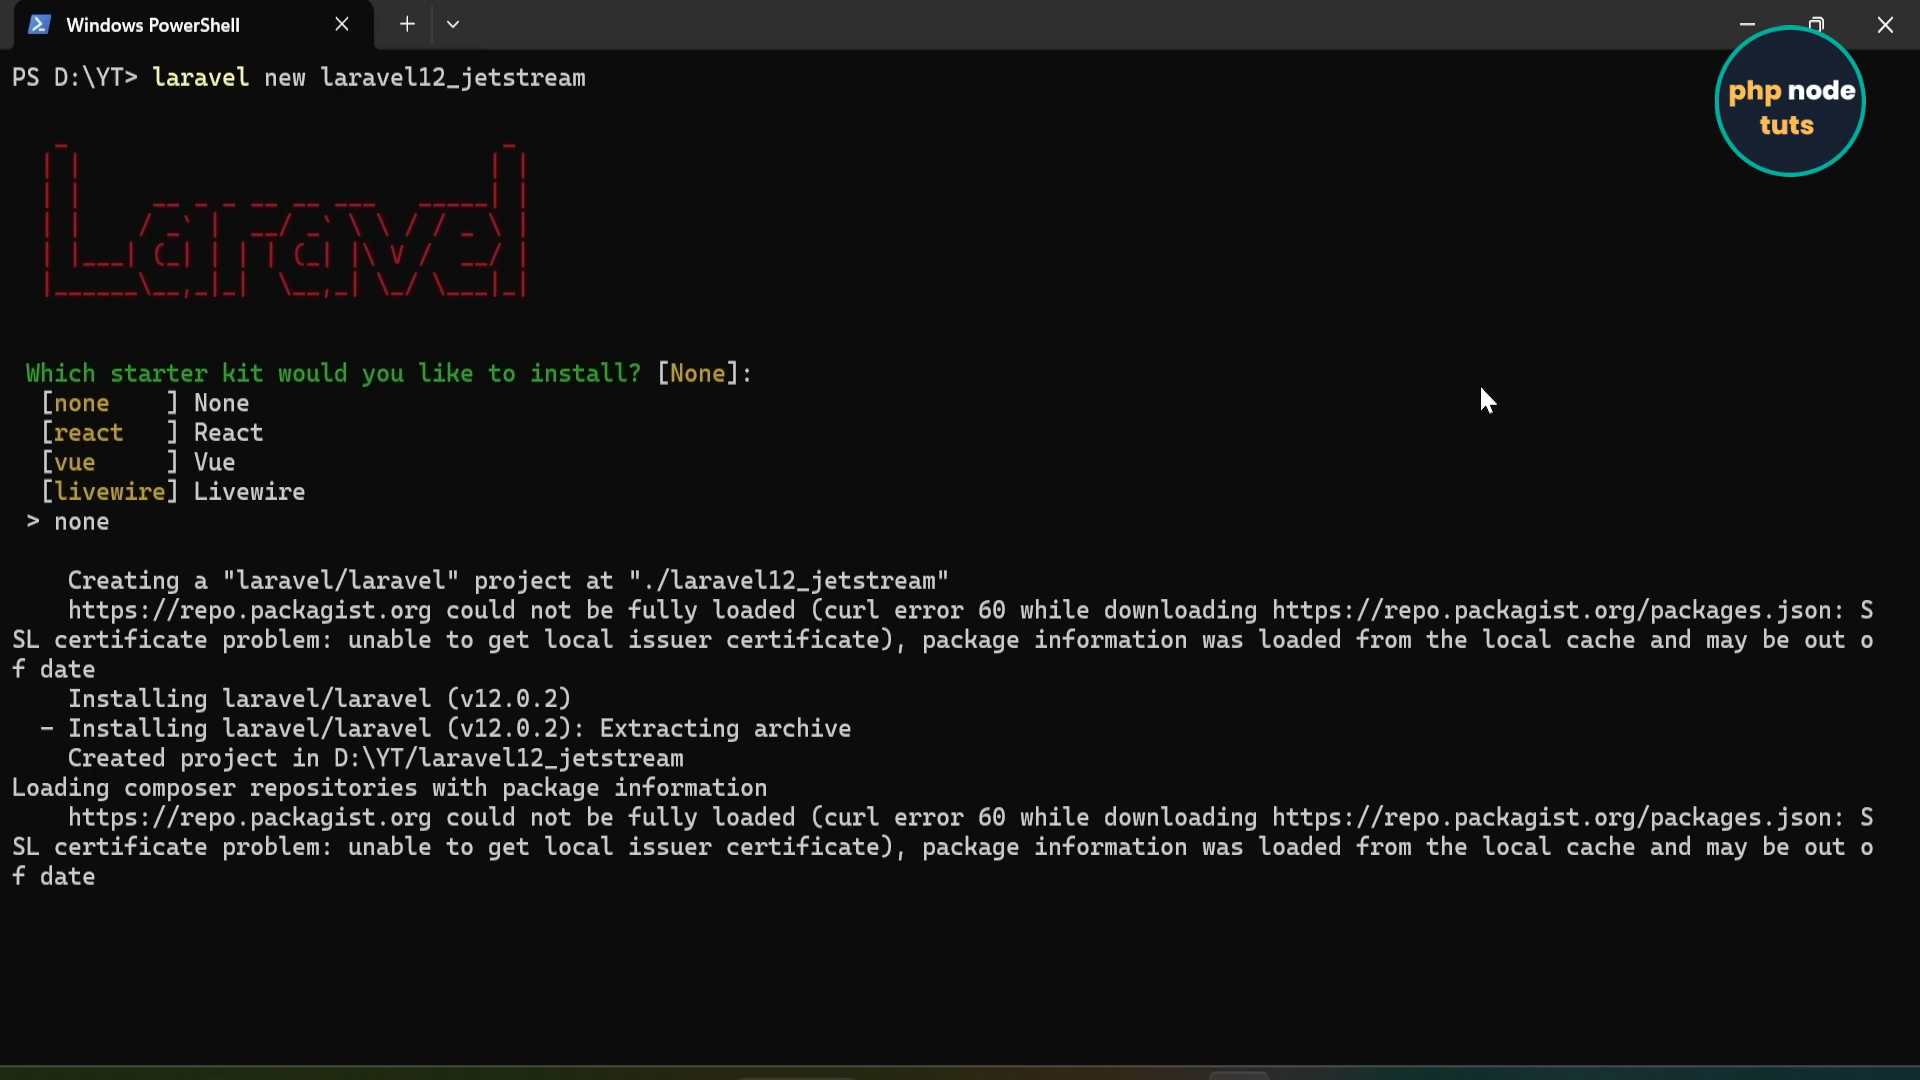 Windows PowerShell
php node
tuts
PS D:\YT> laravel new laravel12_jetstream
Laravel
Which starter kit would you like to install? [None]:
[none    ] None
[react   ] React
[vue     ] Vue
[livewire] Livewire
> none
Creating a "laravel/laravel" project at "./laravel12_jetstream"
https://repo.packagist.org could not be fully loaded (curl error 60 while downloading https://repo.packagist.org/packages.json: S
SL certificate problem: unable to get local issuer certificate), package information was loaded from the local cache and may be out o
f date
Installing laravel/laravel (v12.0.2)
- Installing laravel/laravel (v12.0.2): Extracting archive
Created project in D:\YT/laravel12_jetstream
Loading composer repositories with package information
https://repo.packagist.org could not be fully loaded (curl error 60 while downloading https://repo.packagist.org/packages.json: S
SL certificate problem: unable to get local issuer certificate), package information was loaded from the local cache and may be out o
f date